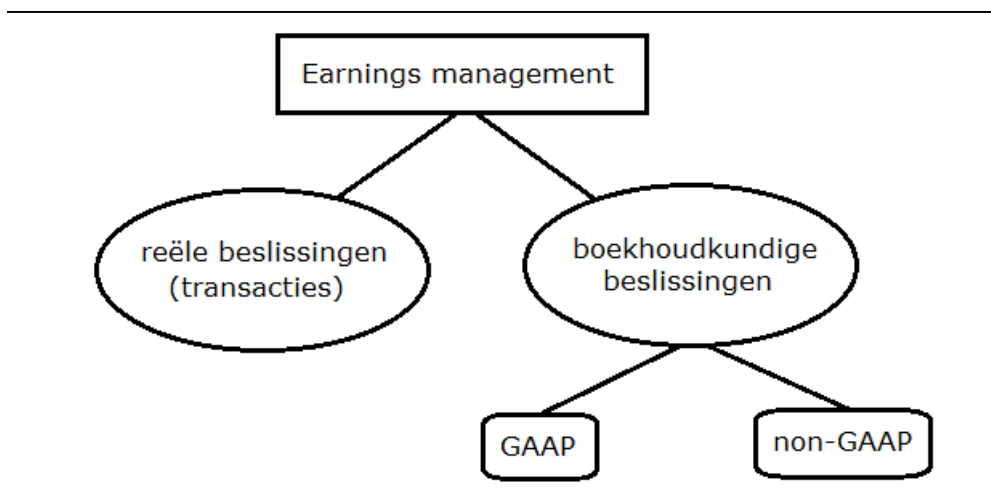 Earnings management
reële beslissingen
(transacties)
boekhoudkundige
beslissingen
GAAP
non-GAAP